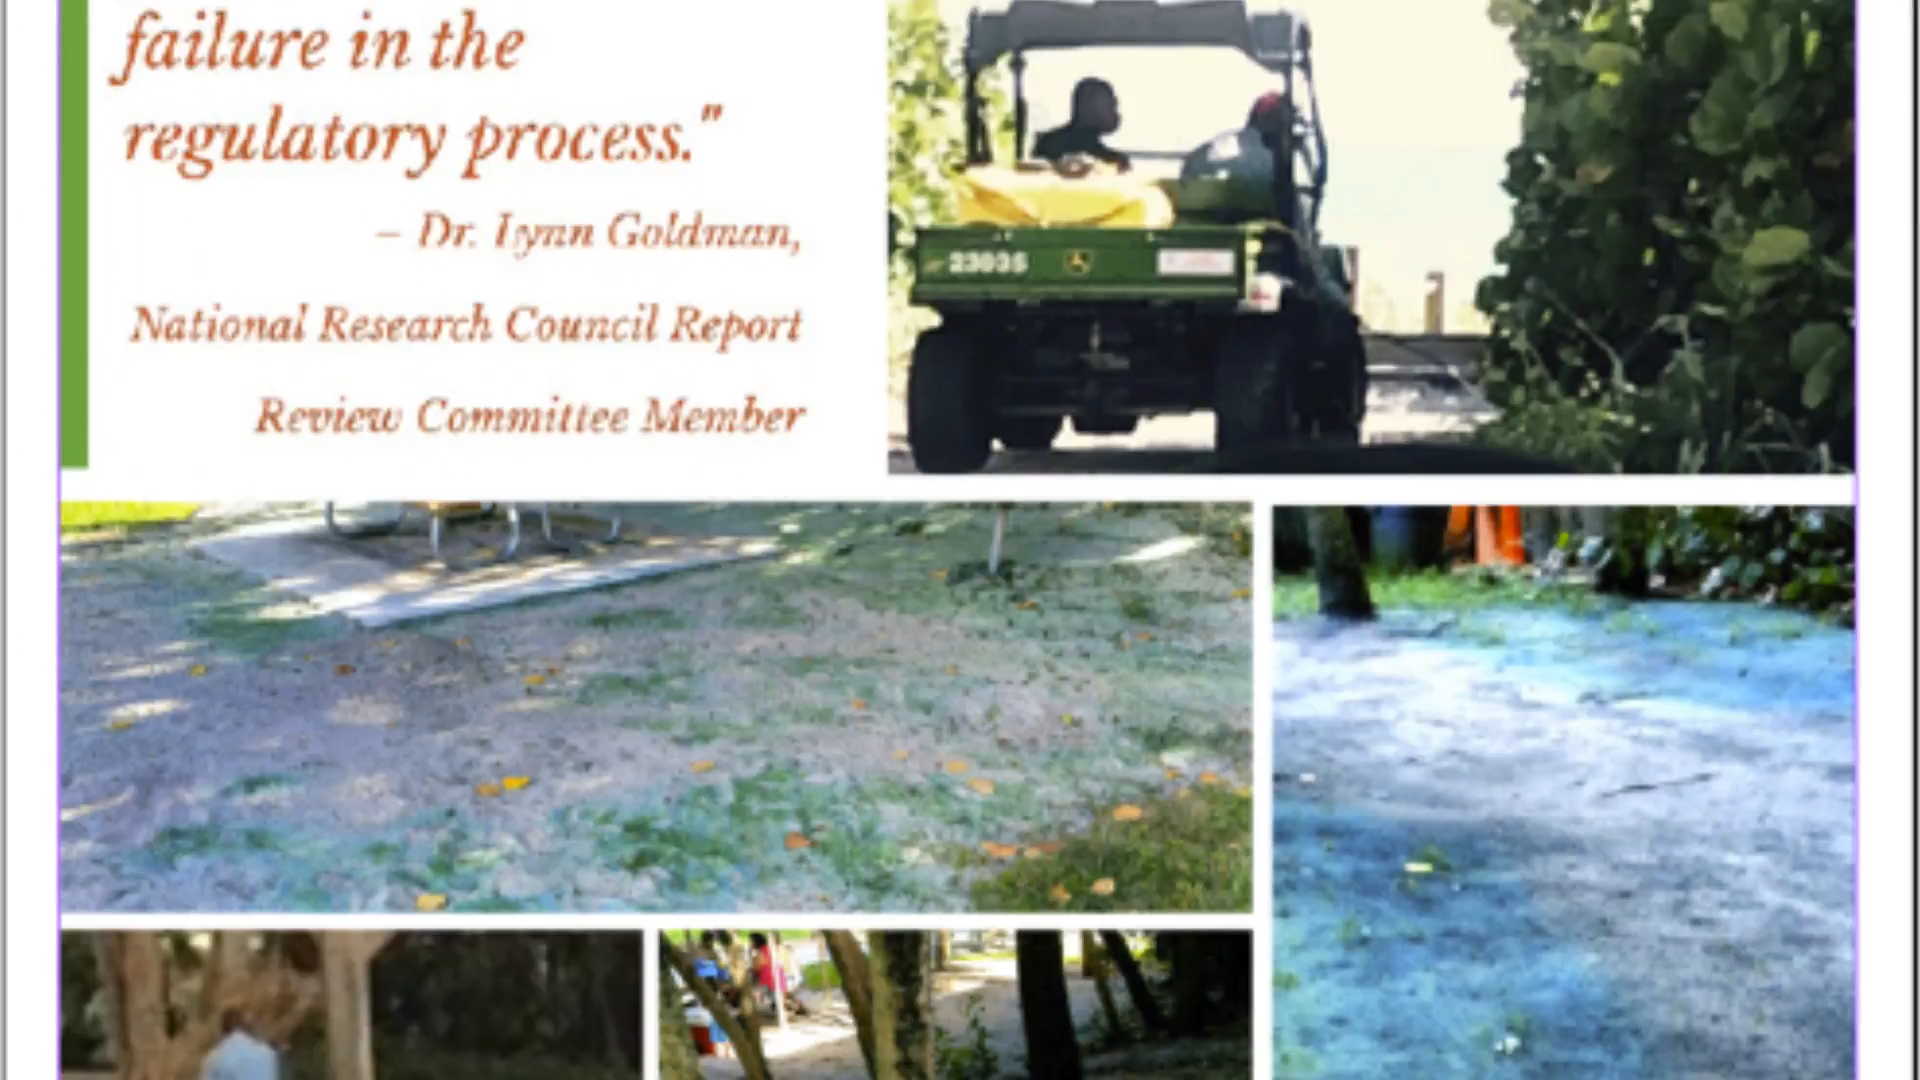 failure in the
regulatory process."
– Dr. Lynn Goldman,
National Research Council Report
Review Committee Member